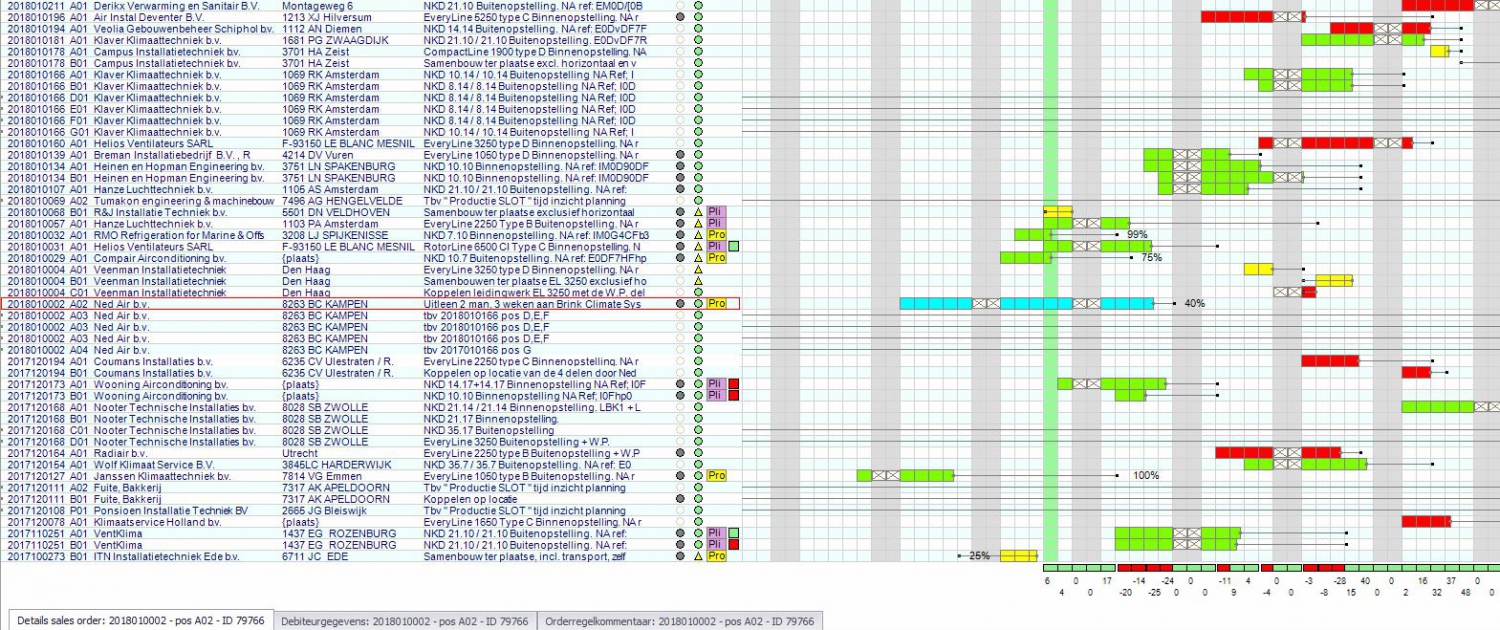 2018010211 A01 Derikx Verwarming en Sanitair B.V. Montageweg 6 NKD 21.10 Buitenopstelling. NA ref: EM0D/[0B
2018010196 A01 Air Instal Deventer B.V. 1213 XJ Hilversum EveryLine 5250 type C Binnenopstelling. NA r
2018010194 A01 Veolia Gebouwenbeheer Schiphol bv. 1112 AN Diemen NKD 14.14 Buitenopstelling. NA ref: E0DvDF7F
2018010181 A01 Klaver Klimaattechniek b.v. 1681 PG ZWAAGDIJK NKD 21.10 / 21.10 Buitenopstelling. NA ref: E0DvDF7R
2018010178 A01 Campus Installatietechniek b.v. 3701 HA Zeist CompactLine 1900 type D Binnenopstelling. NA
2018010178 B01 Campus Installatietechniek b.v. 3701 HA Zeist Samenbouw ter plaatse excl. horizontaal en v
2018010166 A01 Klaver Klimaattechniek b.v. 1069 RK Amsterdam NKD 10.14 / 10.14 Buitenopstelling NA Ref; I
2018010166 B01 Klaver Klimaattechniek b.v. 1069 RK Amsterdam NKD 8.14 / 8.14 Buitenopstelling NA Ref; I0D
2018010166 D01 Klaver Klimaattechniek b.v. 1069 RK Amsterdam NKD 8.14 / 8.14 Buitenopstelling NA Ref; I0D
2018010166 E01 Klaver Klimaattechniek b.v. 1069 RK Amsterdam NKD 8.14 / 8.14 Buitenopstelling NA Ref; I0D
2018010166 F01 Klaver Klimaattechniek b.v. 1069 RK Amsterdam NKD 8.14 / 8.14 Buitenopstelling NA Ref; I0D
2018010166 G01 Klaver Klimaattechniek b.v. 1069 RK Amsterdam NKD 10.14 / 10.14 Buitenopstelling NA Ref; I
2018010160 A01 Helios Ventilateurs SARL F-93150 LE BLANC MESNIL EveryLine 3250 type D Binnenopstelling. NA r
2018010139 A01 Breman Installatiebedrijf B.V. , R 4214 DV Vuren EveryLine 1050 type D Binnenopstelling. NA r
2018010134 A01 Heinen en Hopman Engineering bv. 3751 LN SPAKENBURG NKD 10.10 Binnenopstelling. NA ref: IM0D90DF
2018010134 B01 Heinen en Hopman Engineering bv. 3751 LN SPAKENBURG NKD 10.10 Binnenopstelling. NA ref: IM0D90DF
2018010107 A01 Hanze Luchttechniek b.v. 1105 AS Amsterdam NKD 21.10 / 21.10 Buitenopstelling. NA ref:
2018010069 A02 Tumakon engineering & machinebouw 7496 AG HENGELVELDE Tbv "Productie SLOT" tijd inzicht planning
2018010068 B01 R&J Installatie Techniek b.v. 5501 DN VELDHOVEN Samenbouw ter plaatse exclusief horizontaal Pli
2018010057 A01 Hanze Luchttechniek b.v. 1103 PA Amsterdam EveryLine 2250 Type B Buitenopstelling. NA r Pli
2018010032 A01 RMO Refrigeration for Marine & Offs 3208 LJ SPIJKENISSE NKD 7.10 Binnenopstelling. NA ref: IM0G4CFb3 Pro 99%
2018010031 A01 Helios Ventilateurs SARL F-93150 LE BLANC MESNIL RotorLine 6500 CI Type C Binnenopstelling. N Pli
2018010029 A01 Compair Airconditioning b.v. {plaats} NKD 10.7 Buitenopstelling. NA ref: E0DF7HFhp Pro 75%
2018010004 A01 Veenman Installatietechniek Den Haag EveryLine 3250 type D Binnenopstelling. NA r
2018010004 B01 Veenman Installatietechniek Den Haag Samenbouwen ter plaatse EL 3250 exclusief ho
2018010004 C01 Veenman Installatietechniek Den Haag Koppelen leidingwerk EL 3250 met de W.P. del
2018010002 A02 Ned Air b.v. 8263 BC KAMPEN Uitleen 2 man, 3 weken aan Brink Climate Sys Pro 40%
2018010002 A03 Ned Air b.v. 8263 BC KAMPEN tbv 2018010166 pos D,E,F
2018010002 A03 Ned Air b.v. 8263 BC KAMPEN tbv 2018010166 pos D,E,F
2018010002 A04 Ned Air b.v. 8263 BC KAMPEN tbv 2018010166 pos D,E,F
2018010002 A04 Ned Air b.v. 8263 BC KAMPEN tbv 2017010166 pos G
2017120194 A01 Coumans Installaties b.v. 6235 CV Ulestraten / R. EveryLine 2250 type C Binnenopstelling. NA r
2017120194 B01 Coumans Installaties b.v. 6235 CV Ulestraten / R. Koppelen op locatie van de 4 delen door Ned
2017120173 A01 Wooning Airconditioning b.v. {plaats} NKD 14.17+14.17 Binnenopstelling NA Ref; I0F Pli
2017120173 B01 Wooning Airconditioning b.v. {plaats} NKD 10.10 Binnenopstelling NA Ref; I0Fhp0 Pli
2017120168 A01 Nooter Technische Installaties bv. 8028 SB ZWOLLE NKD 21.14 / 21.14 Binnenopstelling. LBK1 + L
2017120168 B01 Nooter Technische Installaties bv. 8028 SB ZWOLLE NKD 21.17 Binnenopstelling.
2017120168 C01 Nooter Technische Installaties bv. 8028 SB ZWOLLE NKD 35.17 Buitenopstelling
2017120168 D01 Nooter Technische Installaties bv. 8028 SB ZWOLLE EveryLine 3250 Buitenopstelling + W.P.
2017120164 A01 Radiair b.v. Utrecht EveryLine 2250 type B Buitenopstelling + W.P
2017120154 A01 Wolf Klimaat Service B.V. 3845LC HARDERWIJK NKD 35.7 / 35.7 Buitenopstelling. NA ref: E0
2017120127 A01 Janssen Klimaattechniek b.v. 7814 VG Emmen EveryLine 1050 type B Buitenopstelling. NA r Pro 100%
2017120111 A02 Fuite, Bakkerij 7317 AK APELDOORN Tbv "Productie SLOT" tijd inzicht planning
2017120111 B01 Fuite, Bakkerij 7317 AK APELDOORN Koppelen op locatie
2017120108 P01 Ponsioen Installatie Techniek BV 2665 JG Bleiswijk Tbv "Productie SLOT" tijd inzicht planning
2017120078 A01 Klimaatservice Holland b.v. {plaats} EveryLine 1650 Type C Binnenopstelling. NA r
2017110251 A01 VentKlima 1437 EG ROZENBURG NKD 21.10 / 21.10 Buitenopstelling. NA ref: Pli
2017110251 B01 VentKlima 1437 EG ROZENBURG NKD 21.10 / 21.10 Buitenopstelling. NA ref: Pli
2017100273 B01 ITN Installatietechniek Ede b.v. 6711 JC EDE Samenbouw ter plaatse, incl. transport, zelf Pro 25%
6 0 17 -14 -24 0 -11 4 0 -3 -28 40 0 16 37 0
4 0 -20 -25 0 0 9 -4 0 -8 15 0 2 32 48 0
Details sales order: 2018010002 - pos A02 - ID 79766 Debiteurgegevens: 2018010002 - pos A02 - ID 79766 Orderregelkommentaar: 2018010002 - pos A02 - ID 79766